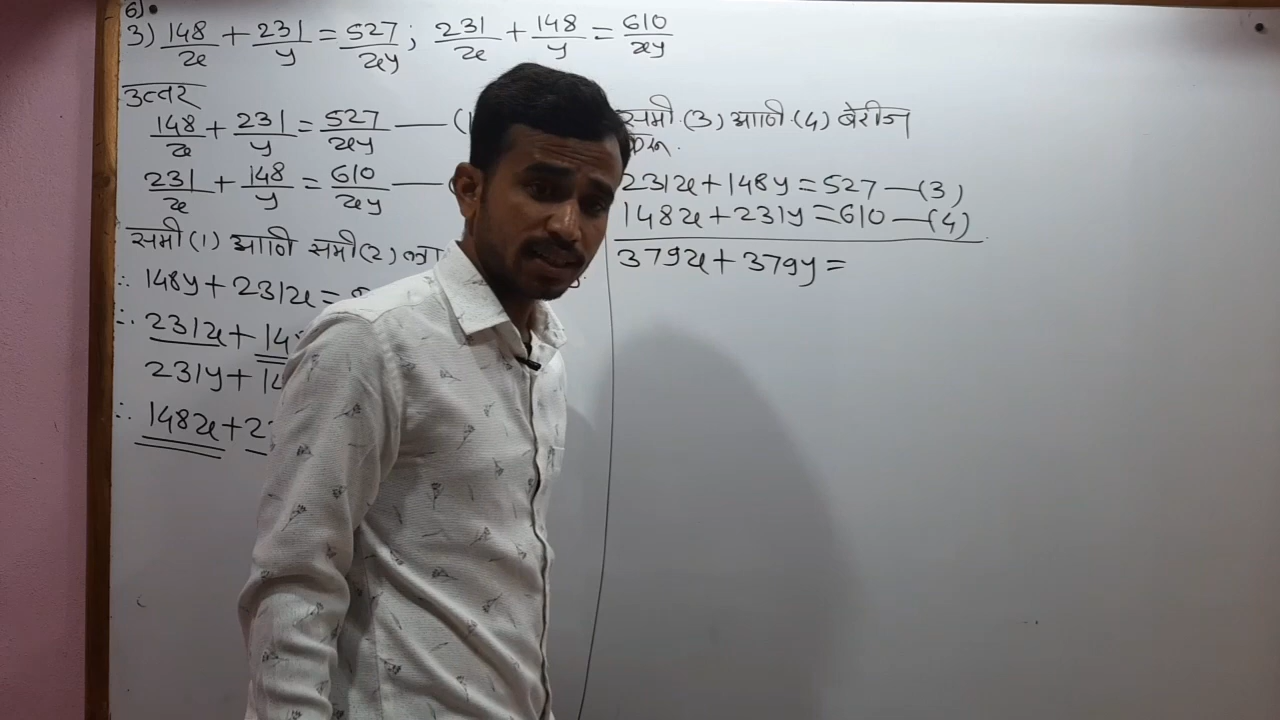 6)
3) 148/x + 231/y = 527/xy ; 231/x + 148/y = 610/xy
उत्तर
148/x + 231/y = 527/xy — (
231/x + 148/y = 610/xy —
समी (1) आणि समी (2) ला
∴ 148y + 231x =
∴ 231x + 14
231y + 14
∴ 148x + 2
समी (3) आणि (4) बेरीज
करू.
231x + 148y = 527 — (3)
148x + 231y = 610 — (4)
379x + 379y =